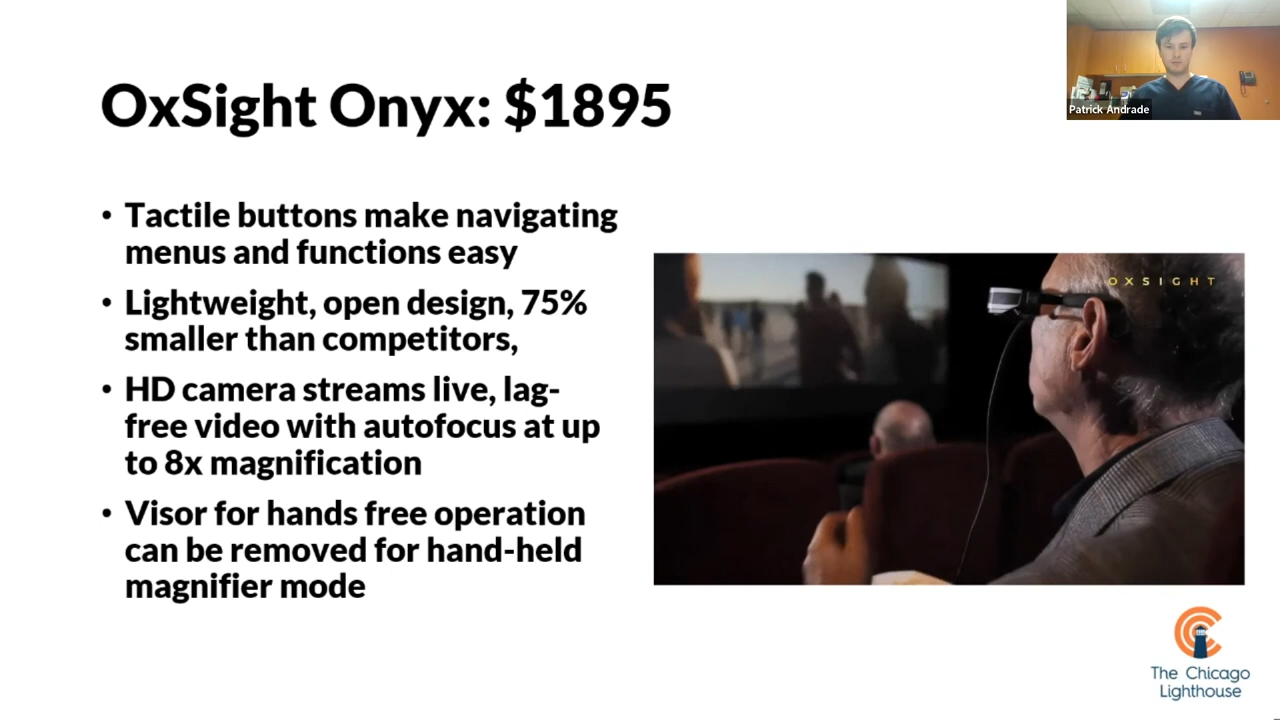 OxSight Onyx: $1895
Patrick Andrade
• Tactile buttons make navigating
menus and functions easy
• Lightweight, open design, 75%
smaller than competitors,
• HD camera streams live, lag-
free video with autofocus at up
to 8x magnification
• Visor for hands free operation
can be removed for hand-held
magnifier mode
OXSIGHT
The Chicago
Lighthouse